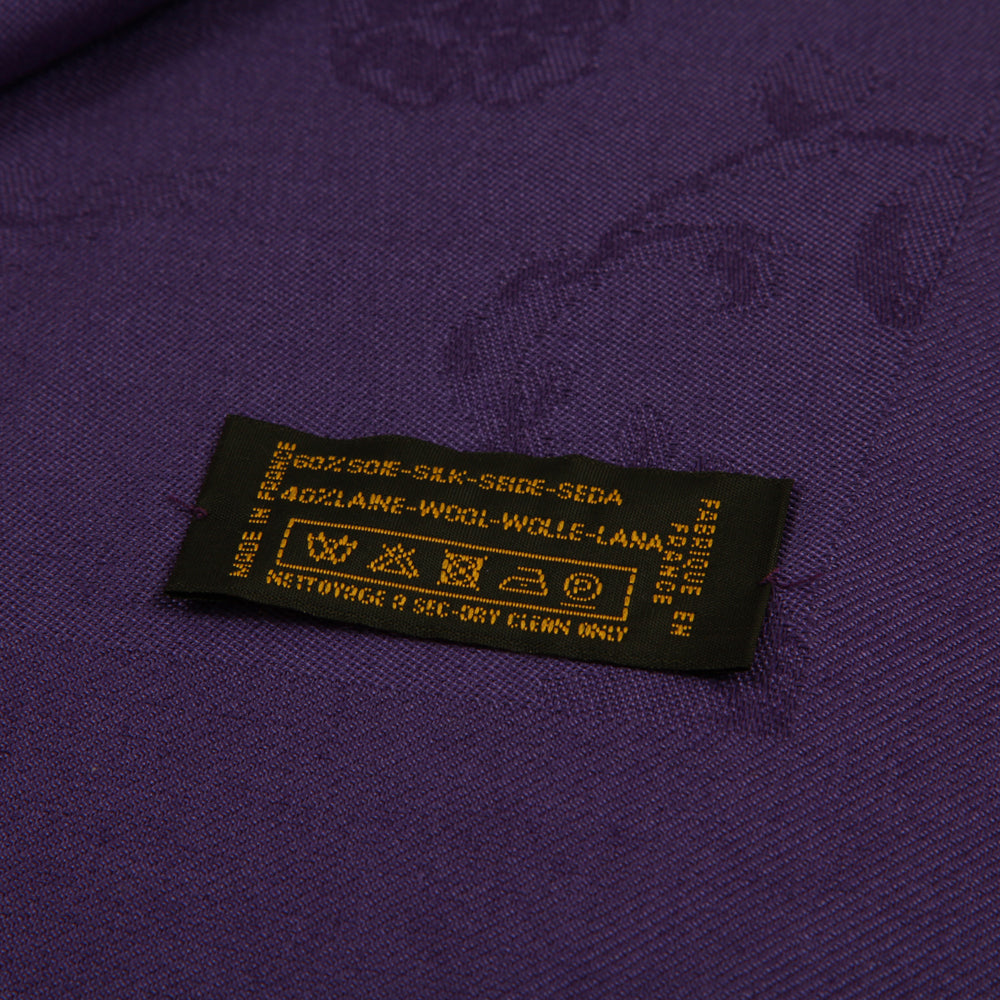 MADE IN FRANCE
60% SOIE-SILK-SEIDE-SEDA
40% LAINE-WOOL-WOLLE-LANA
NETTOYAGE A SEC-DRY CLEAN ONLY
FABRIQUE EN
FRANCE